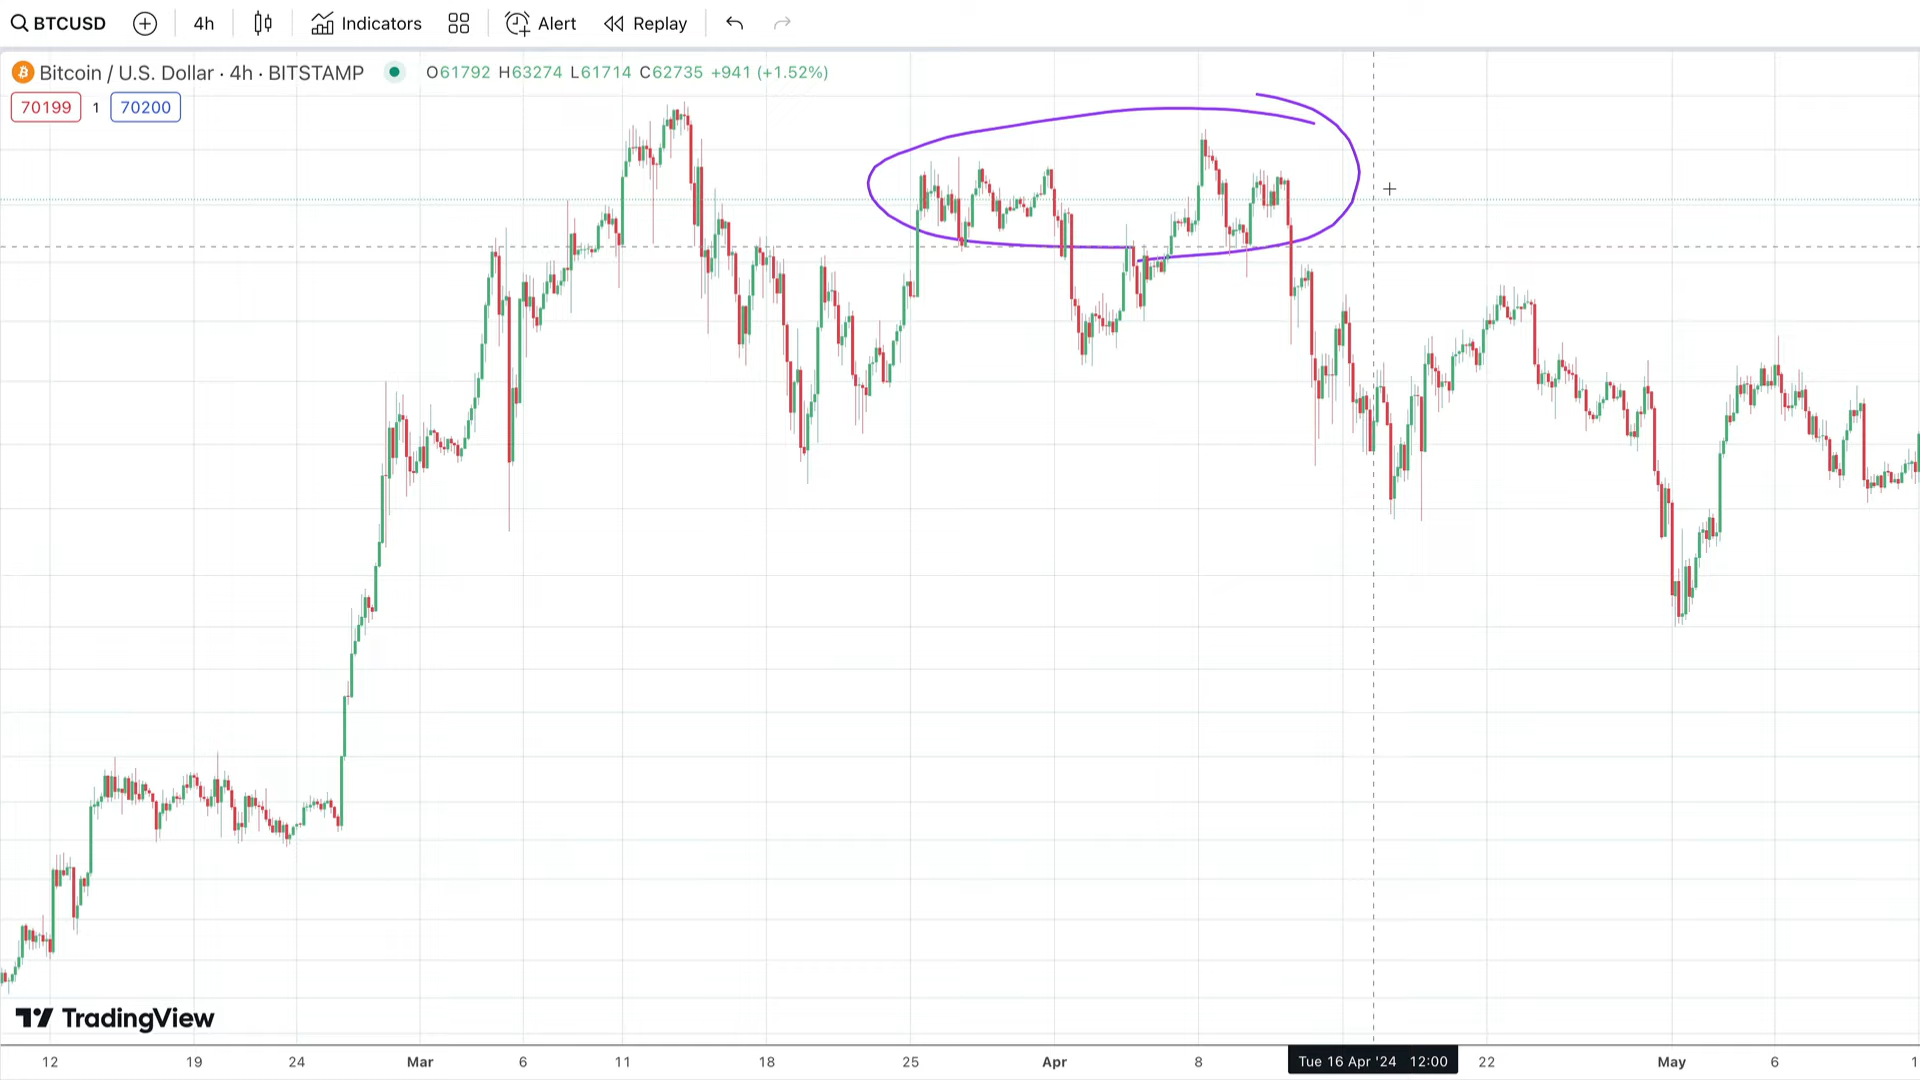 BTCUSD 4h Indicators Alert Replay
Bitcoin / U.S. Dollar · 4h · BITSTAMP O61792 H63274 L61714 C62735 +941 (+1.52%)
70199 1 70200
TradingView
12 19 24 Mar 6 11 18 25 Apr 8 Tue 16 Apr '24 12:00 22 May 6 1